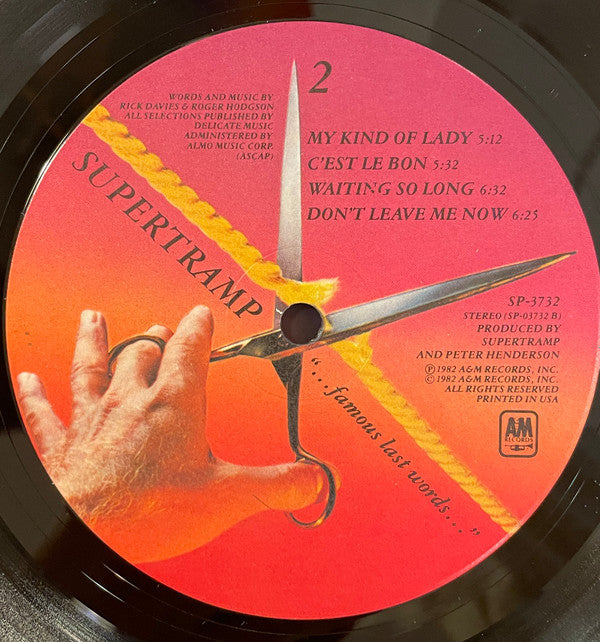 2
WORDS AND MUSIC BY
RICK DAVIES & ROGER HODGSON
ALL SELECTIONS PUBLISHED BY
DELICATE MUSIC
ADMINISTERED BY
ALMO MUSIC CORP.
(ASCAP)
MY KIND OF LADY 5:12
C'EST LE BON 5:32
WAITING SO LONG 6:32
DON'T LEAVE ME NOW 6:25
SUPERTRAMP
"...famous last words..."
SP-3732
STEREO (SP-03732 B)
PRODUCED BY
SUPERTRAMP
AND PETER HENDERSON
Ⓟ 1982 A&M RECORDS, INC.
© 1982 A&M RECORDS, INC.
ALL RIGHTS RESERVED
PRINTED IN USA
A&M
RECORDS